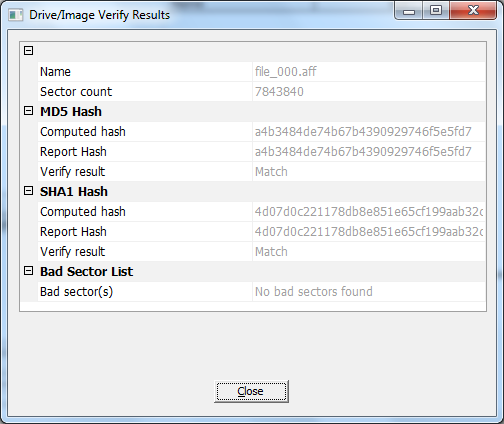 Drive/Image Verify Results
Name file_000.aff
Sector count 7843840
MD5 Hash
Computed hash a4b3484de74b67b4390929746f5e5fd7
Report Hash a4b3484de74b67b4390929746f5e5fd7
Verify result Match
SHA1 Hash
Computed hash 4d07d0c221178db8e851e65cf199aab32c
Report Hash 4d07d0c221178db8e851e65cf199aab32c
Verify result Match
Bad Sector List
Bad sector(s) No bad sectors found
Close